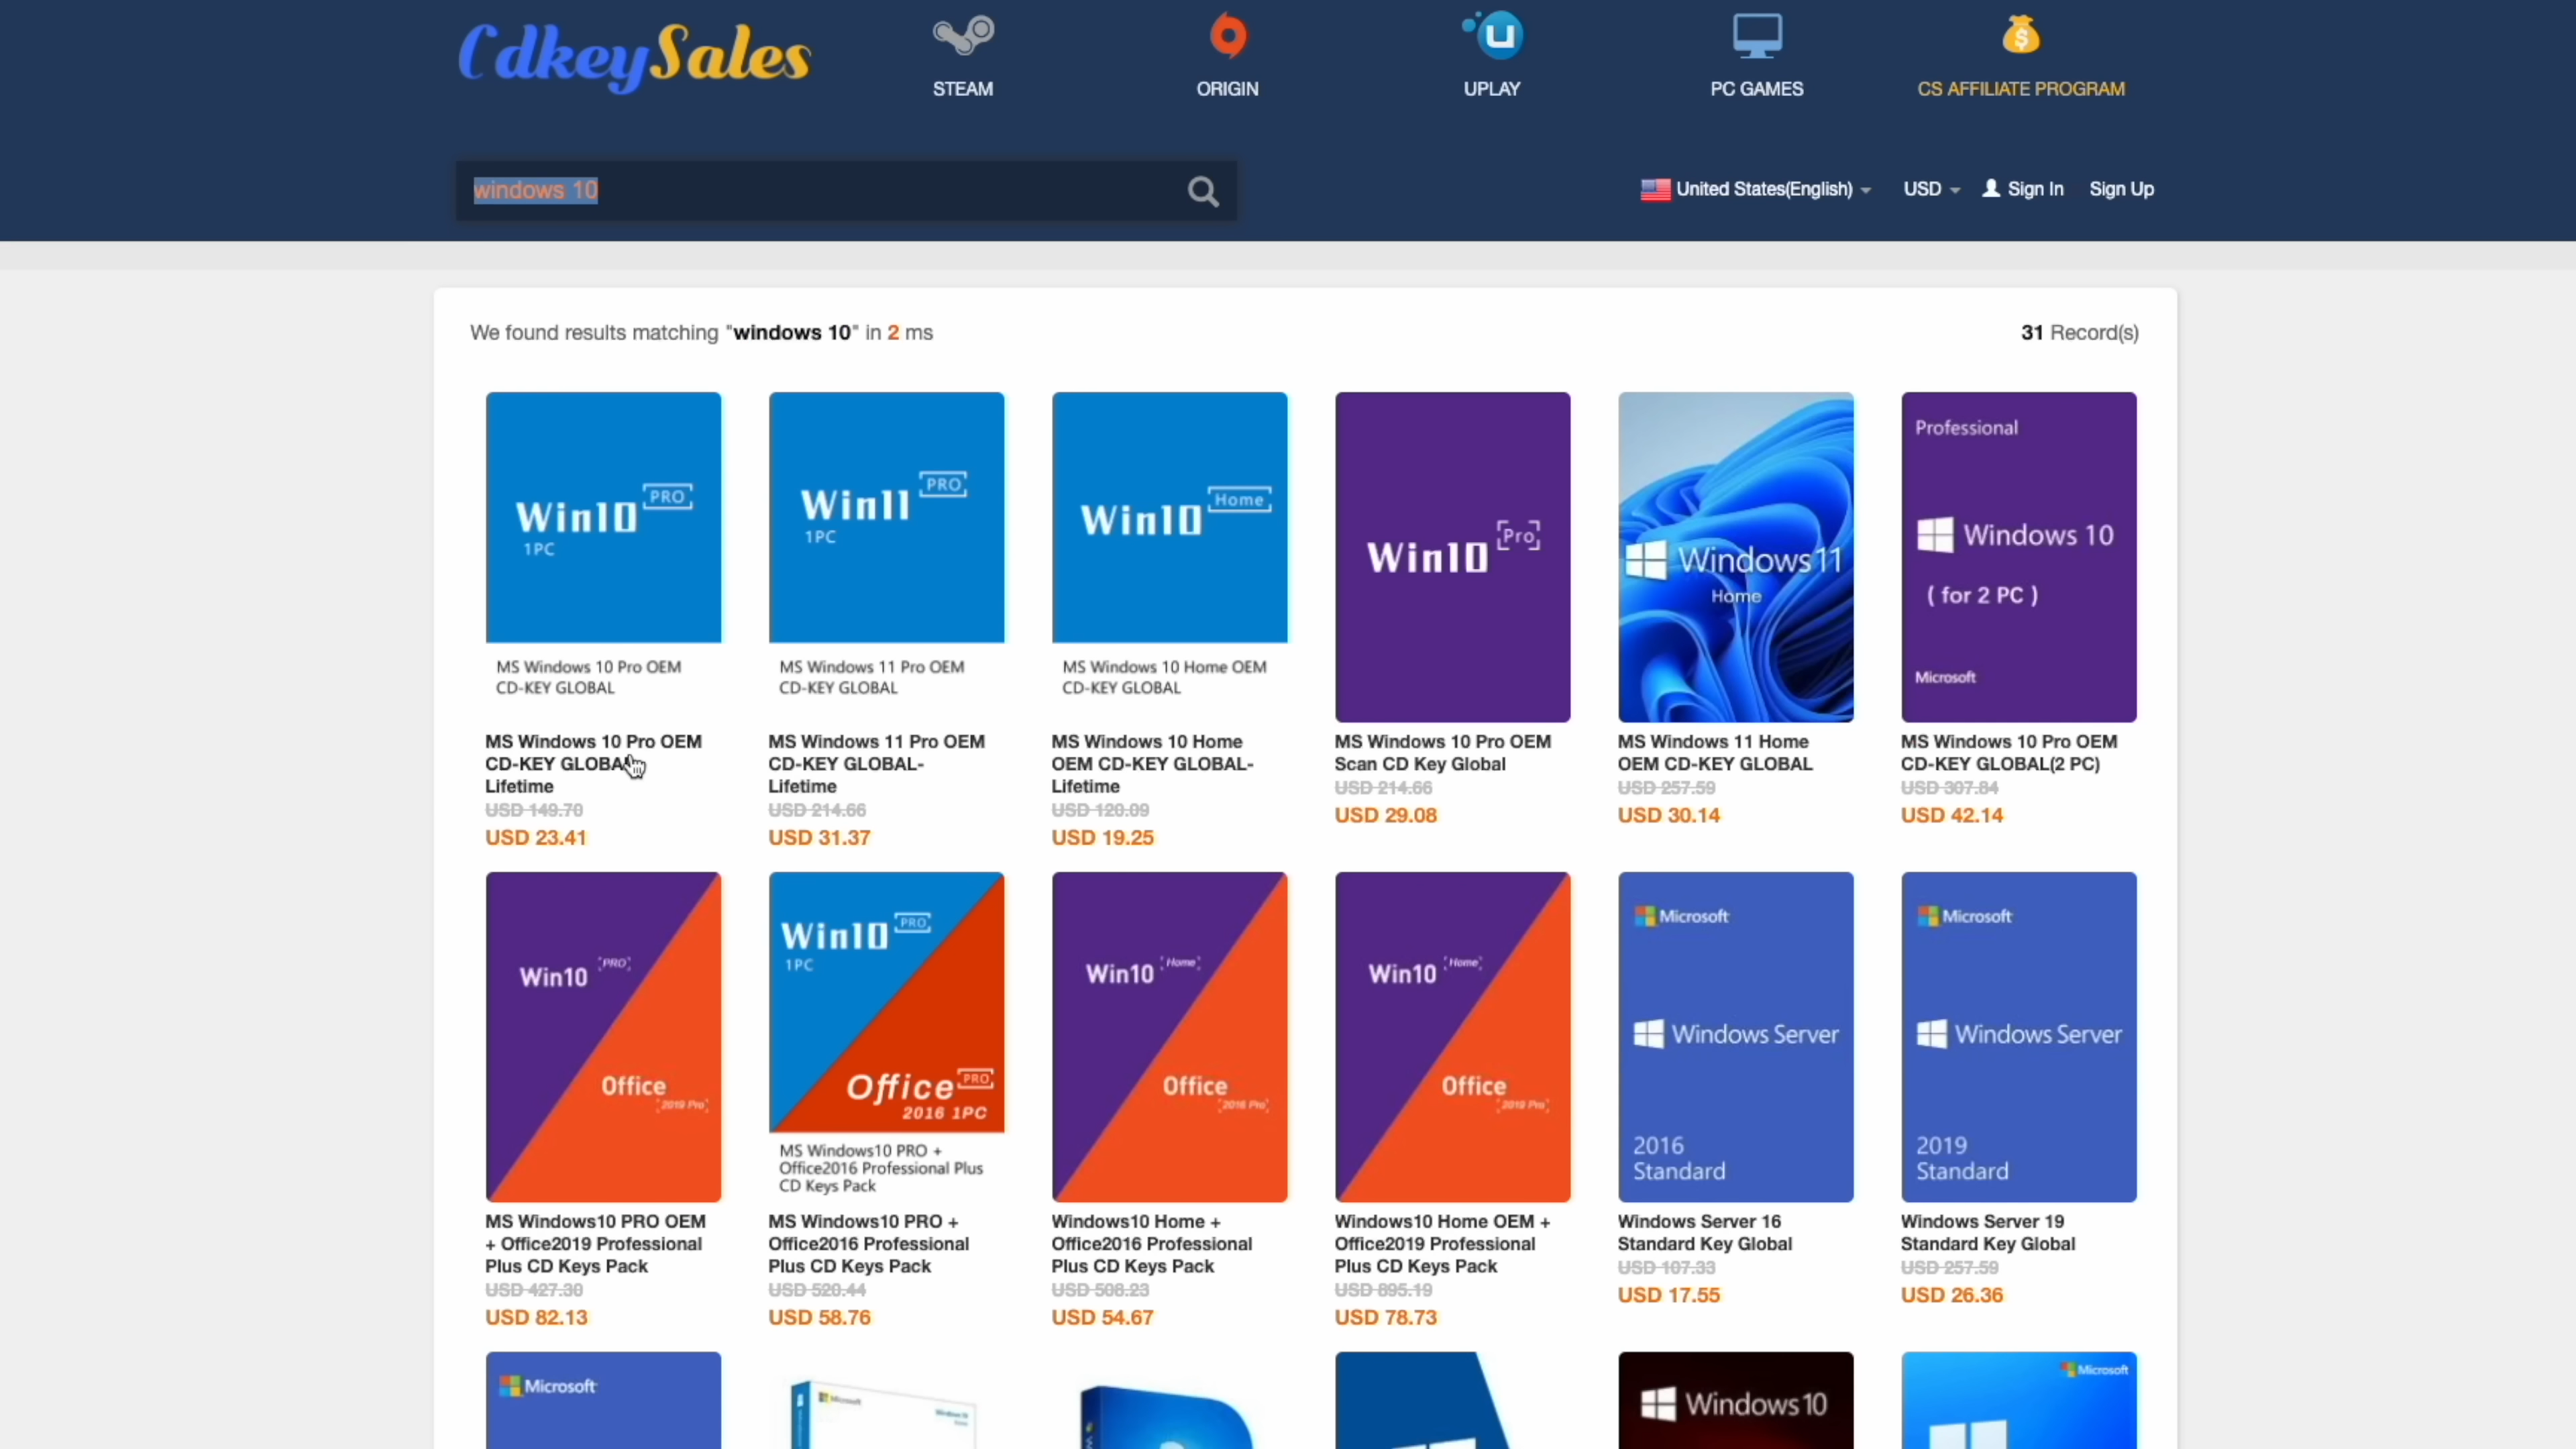 CdkeySales
STEAM
ORIGIN
UPLAY
PC GAMES
CS AFFILIATE PROGRAM
windows 10
United States(English)
USD
Sign In
Sign Up
We found results matching "windows 10" in 2 ms
31 Record(s)
Win10 PRO
1PC
MS Windows 10 Pro OEM
CD-KEY GLOBAL
Win11 PRO
1PC
MS Windows 11 Pro OEM
CD-KEY GLOBAL
Win10 Home
MS Windows 10 Home OEM
CD-KEY GLOBAL
Win10 [Pro]
Windows 11
Home
Professional
Windows 10
( for 2 PC )
Microsoft
MS Windows 10 Pro OEM
CD-KEY GLOBAL-
Lifetime
USD 149.70
USD 23.41
MS Windows 11 Pro OEM
CD-KEY GLOBAL-
Lifetime
USD 214.66
USD 31.37
MS Windows 10 Home
OEM CD-KEY GLOBAL-
Lifetime
USD 120.09
USD 19.25
MS Windows 10 Pro OEM
Scan CD Key Global
USD 214.66
USD 29.08
MS Windows 11 Home
OEM CD-KEY GLOBAL
USD 257.59
USD 30.14
MS Windows 10 Pro OEM
CD-KEY GLOBAL(2 PC)
USD 307.84
USD 42.14
Win10 [PRO]
Office
[2019 Pro]
Win10 PRO
1PC
Office PRO
2016 1PC
MS Windows10 PRO +
Office2016 Professional Plus
CD Keys Pack
Win10 [Home]
Office
[2016 Pro]
Win10 [Home]
Office
[2019 Pro]
Microsoft
Windows Server
2016
Standard
Microsoft
Windows Server
2019
Standard
MS Windows10 PRO OEM
+ Office2019 Professional
Plus CD Keys Pack
USD 427.30
USD 82.13
MS Windows10 PRO +
Office2016 Professional
Plus CD Keys Pack
USD 520.44
USD 58.76
Windows10 Home +
Office2016 Professional
Plus CD Keys Pack
USD 508.23
USD 54.67
Windows10 Home OEM +
Office2019 Professional
Plus CD Keys Pack
USD 895.19
USD 78.73
Windows Server 16
Standard Key Global
USD 107.33
USD 17.55
Windows Server 19
Standard Key Global
USD 257.59
USD 26.36
Microsoft
Microsoft
Windows 10
Microsoft